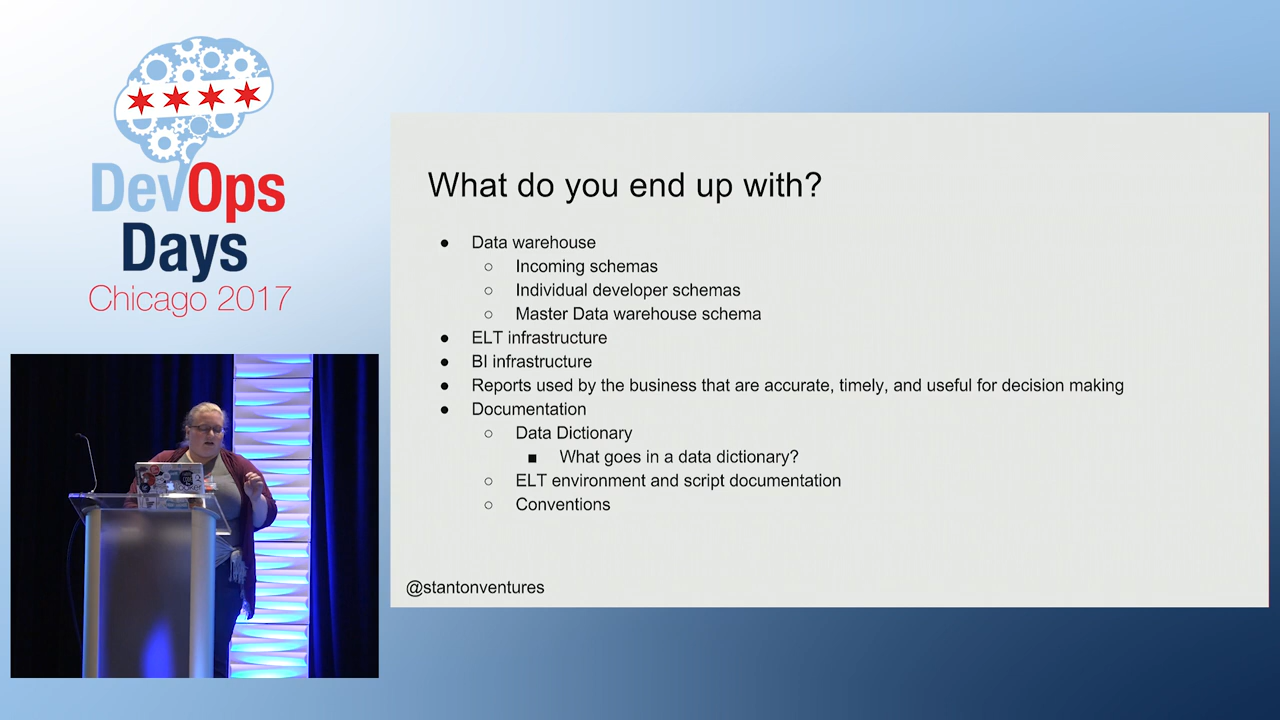 DevOps
Days
Chicago 2017
What do you end up with?
● Data warehouse
○ Incoming schemas
○ Individual developer schemas
○ Master Data warehouse schema
● ELT infrastructure
● BI infrastructure
● Reports used by the business that are accurate, timely, and useful for decision making
● Documentation
○ Data Dictionary
■ What goes in a data dictionary?
○ ELT environment and script documentation
○ Conventions
@stantonventures